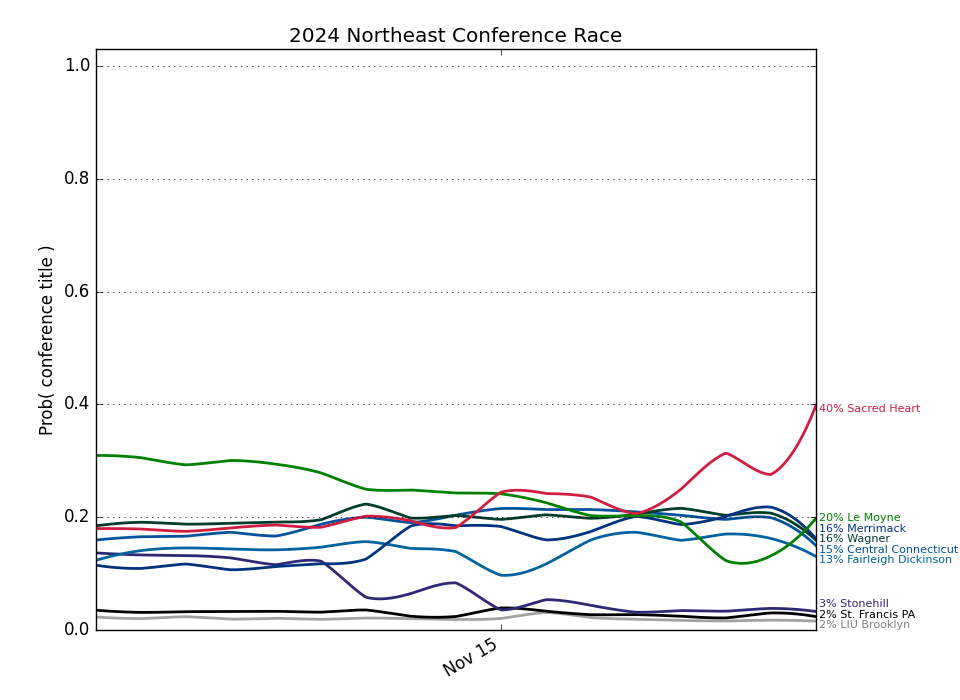 2024 Northeast Conference Race
1.0
0.8
0.6
0.4
0.2
0.0
Prob( conference title )
Nov 15
40% Sacred Heart
20% Le Moyne
16% Merrimack
16% Wagner
15% Central Connecticut
13% Fairleigh Dickinson
3% Stonehill
2% St. Francis PA
2% LIU Brooklyn